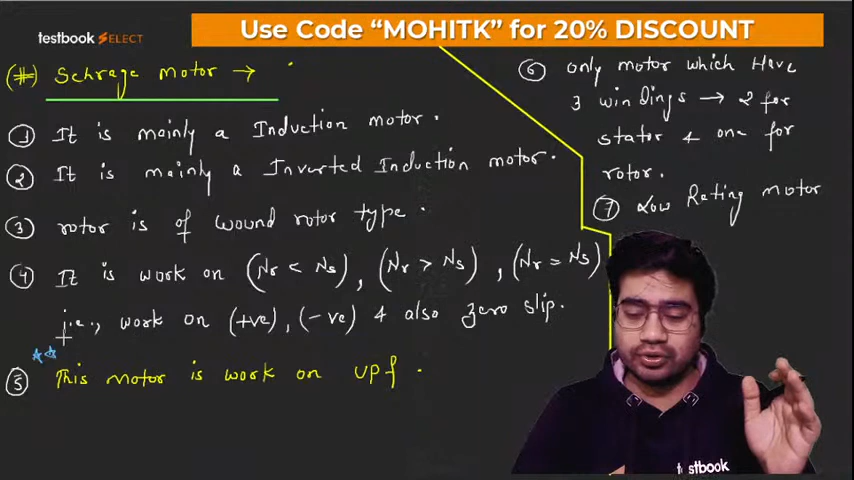 Use Code “MOHITK” for 20% DISCOUNT
testbook SELECT
(#) Schrage motor →
① It is mainly a Induction motor.
② It is mainly a Inverted Induction motor.
③ rotor is of wound rotor type.
④ It is work on (Nr < Ns), (Nr > Ns), (Nr = Ns)
i.e., work on (+ve), (-ve) & also zero slip.
⑤ This motor is work on upf.
⑥ only motor which Have
3 windings → 2 for
stator & one for
rotor.
⑦ Low Rating motor
testbook